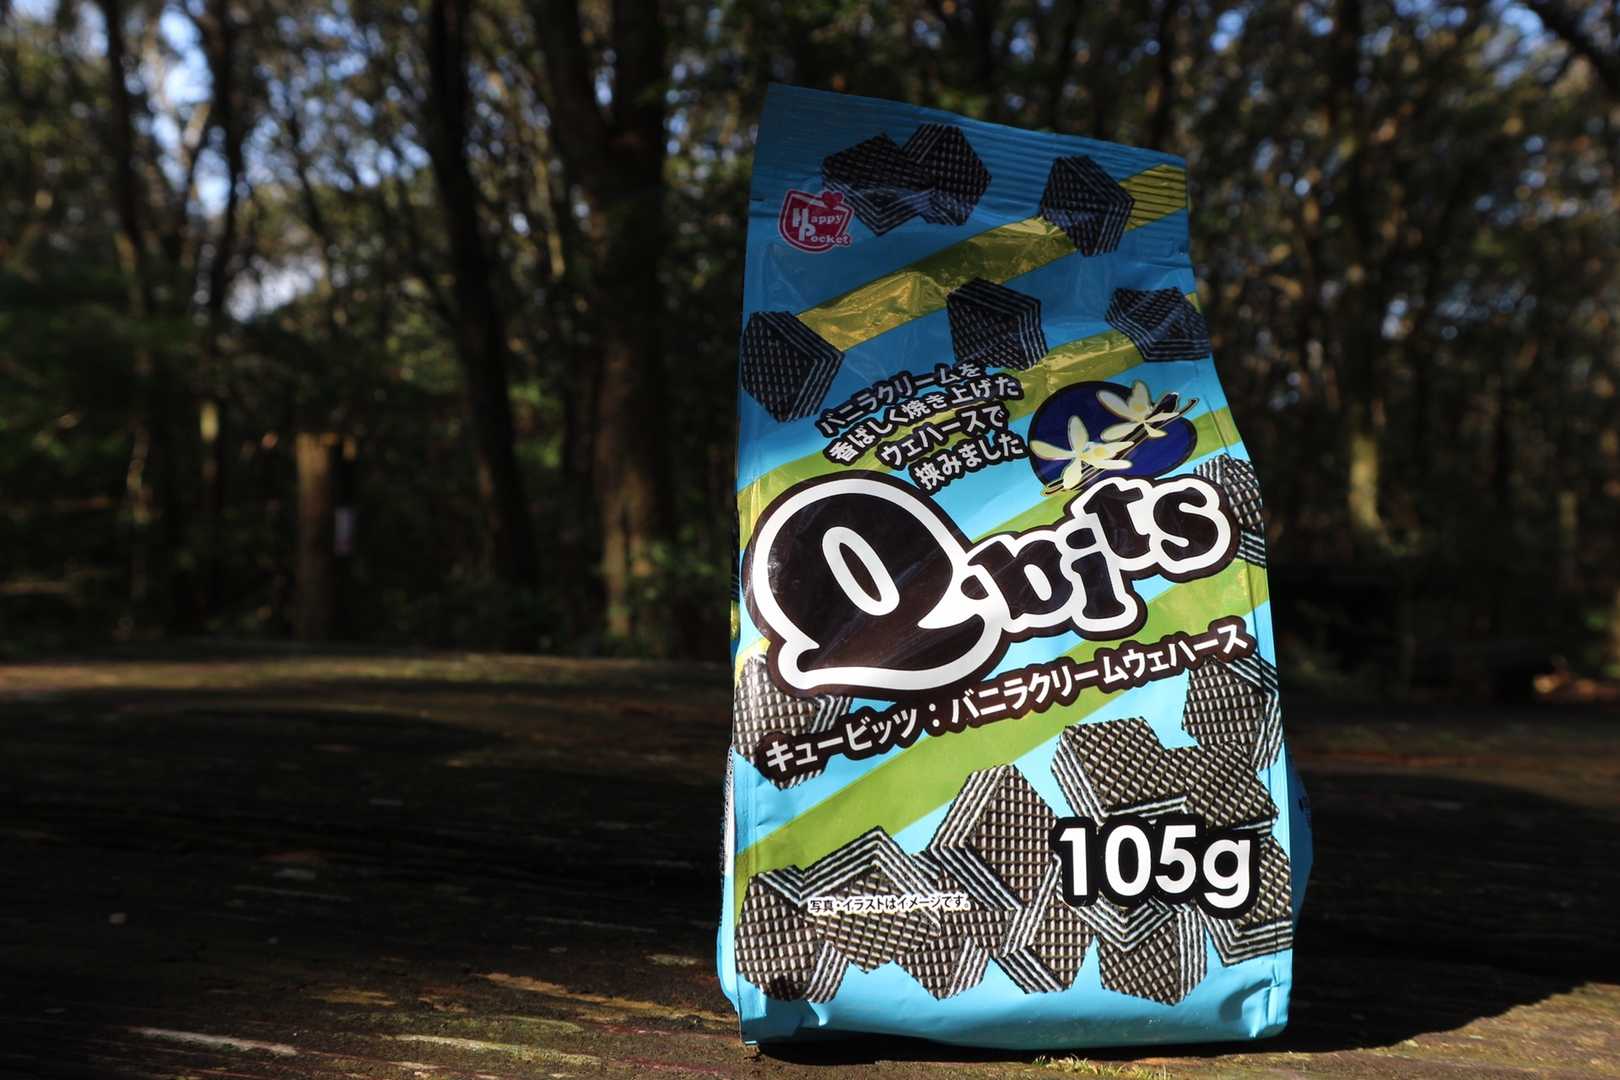 Happy
Pocket
バニラクリームを
香ばしく焼き上げた
ウェハースで
挟みました
Q-bits
キュービッツ：バニラクリームウェハース
105g
写真・イラストはイメージです。